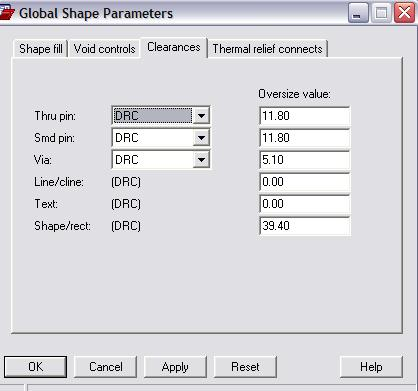 Global Shape Parameters
Shape fill Void controls Clearances Thermal relief connects
Oversize value:
Thru pin: DRC 11.80
Smd pin: DRC 11.80
Via: DRC 5.10
Line/cline: (DRC) 0.00
Text: (DRC) 0.00
Shape/rect: (DRC) 39.40
OK Cancel Apply Reset Help